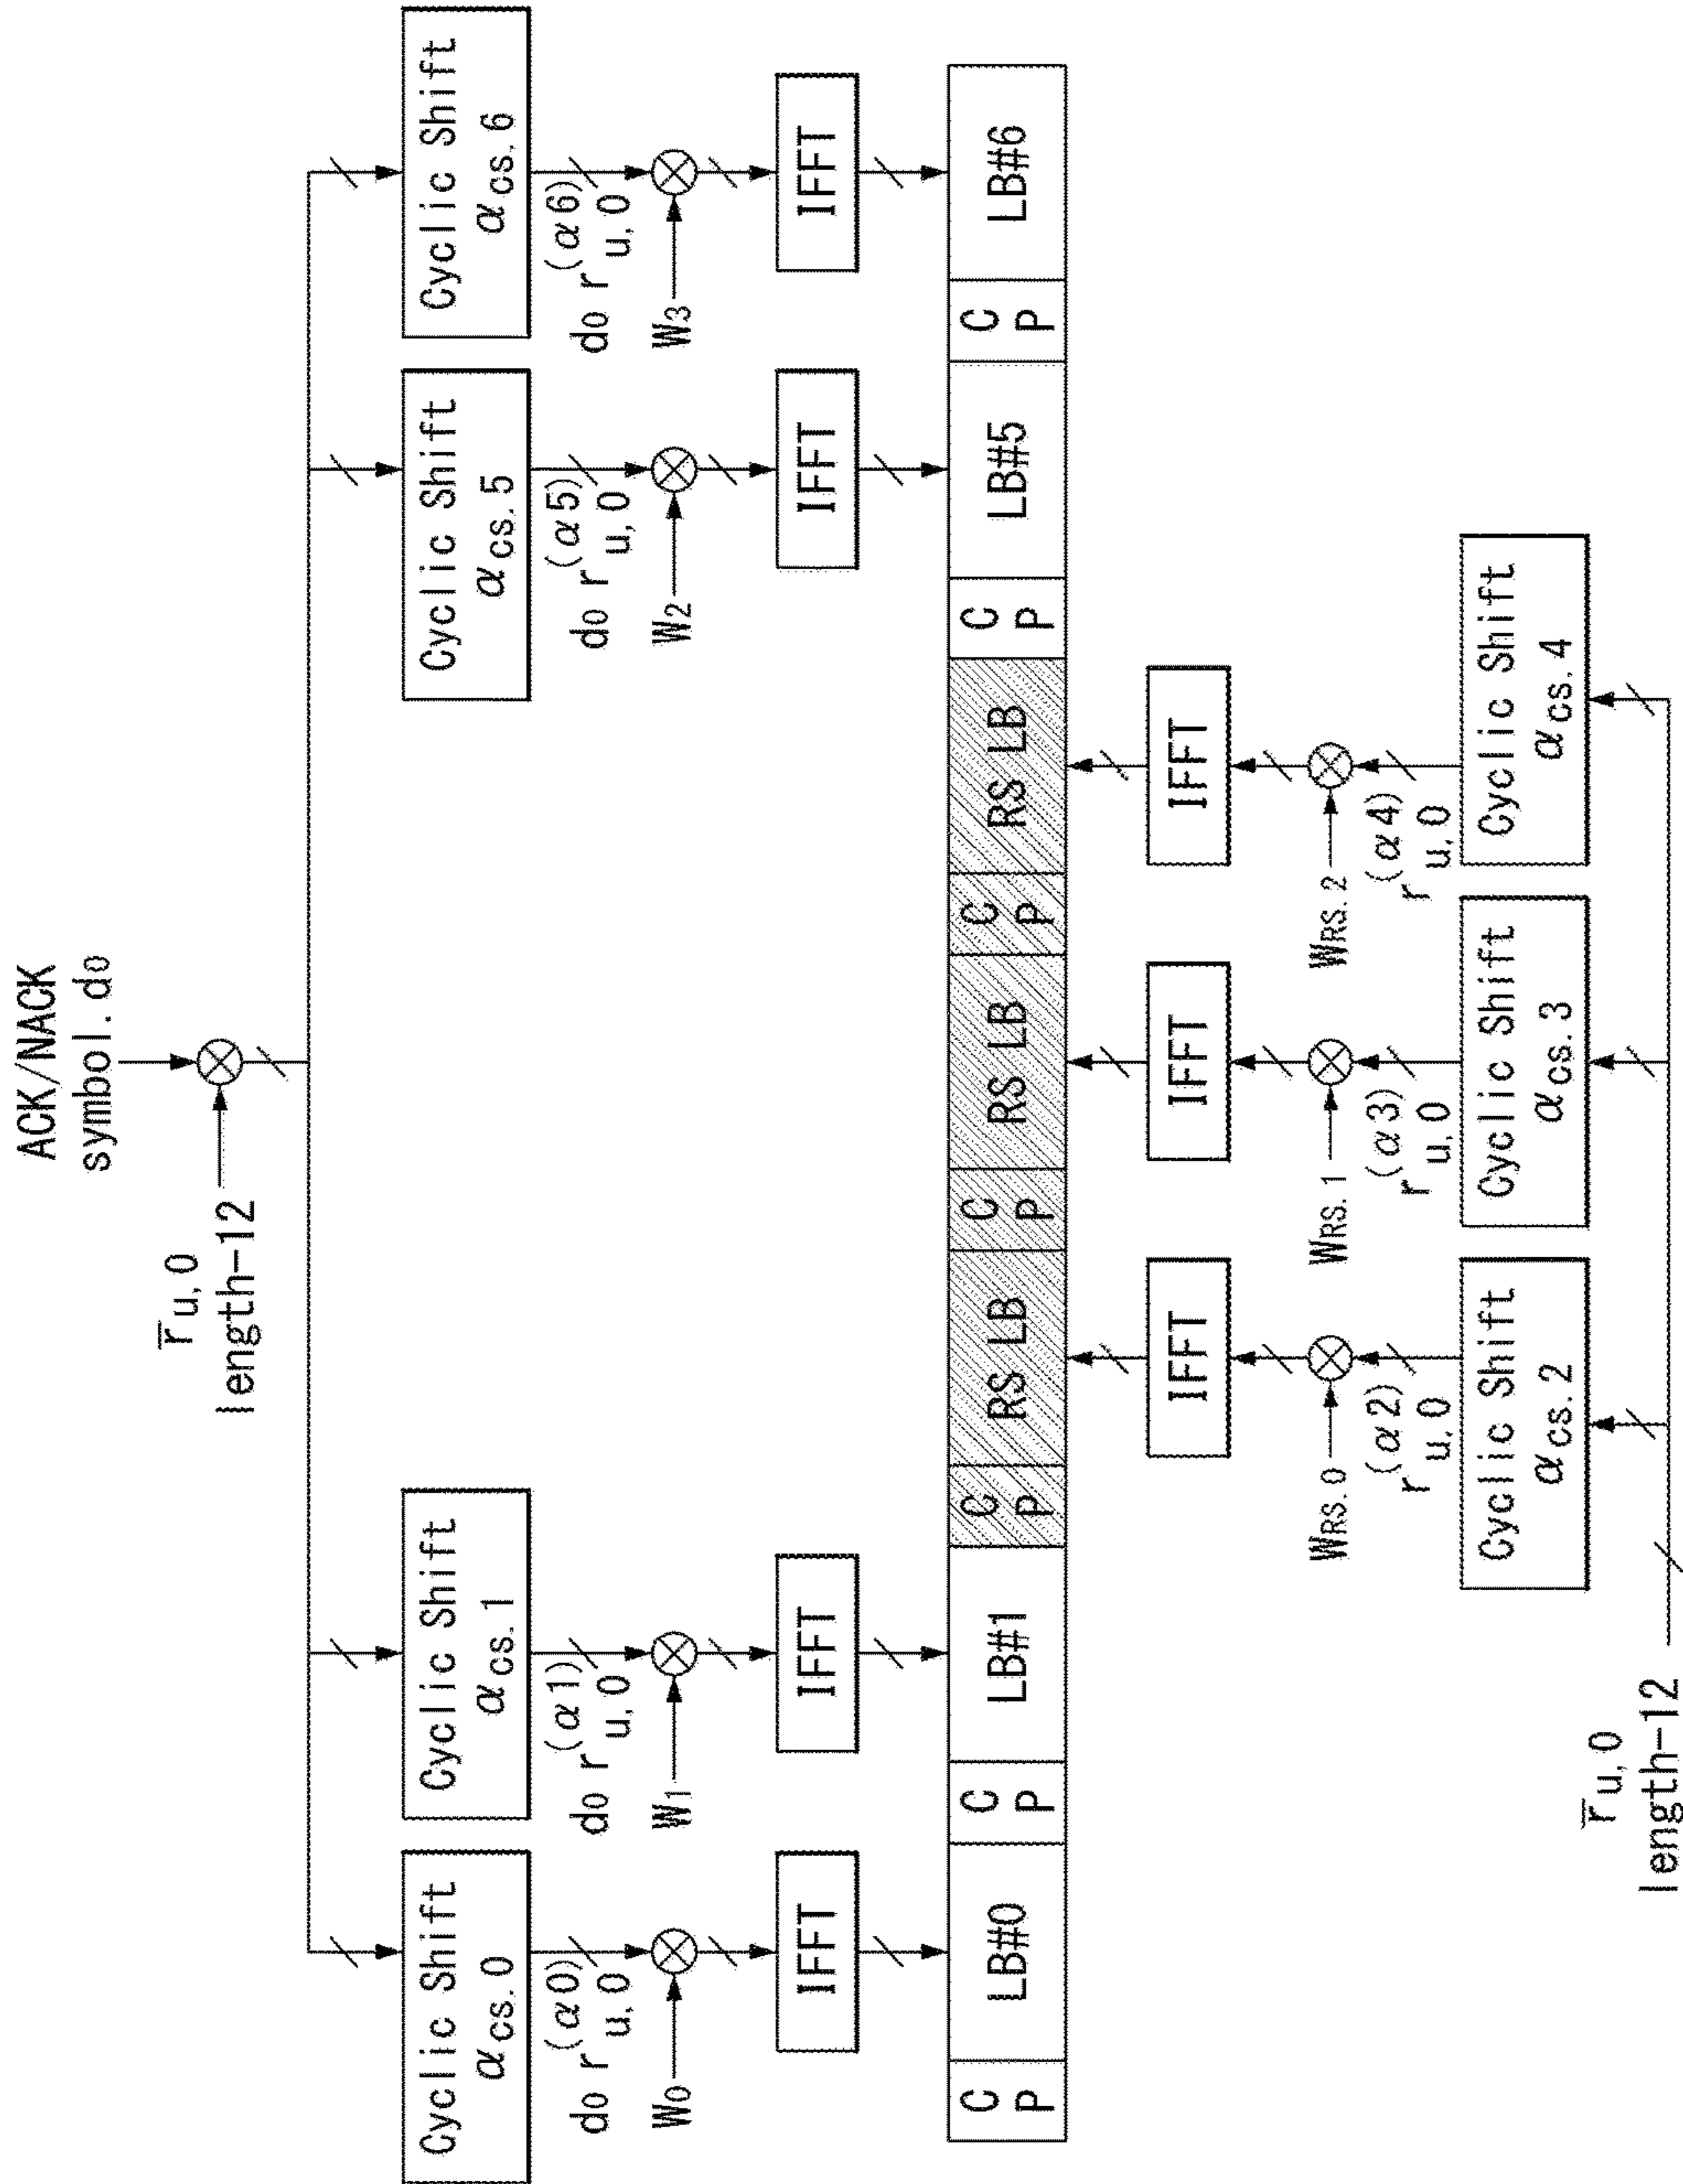 ACK/NACK
symbol. d0
r̄u, 0
length-12
Cyclic Shift
αcs. 0
Cyclic Shift
αcs. 1
Cyclic Shift
αcs. 5
Cyclic Shift
αcs. 6
d0 r(α0)u, 0
d0 r(α1)u, 0
d0 r(α5)u, 0
d0 r(α6)u, 0
W0
W1
W2
W3
IFFT
IFFT
IFFT
IFFT
CP
LB#0
CP
LB#1
CP
RS LB
CP
RS LB
CP
RS LB
CP
LB#5
CP
LB#6
IFFT
IFFT
IFFT
WRS. 0
WRS. 1
WRS. 2
r(α2)u, 0
r(α3)u, 0
r(α4)u, 0
Cyclic Shift
αcs. 2
Cyclic Shift
αcs. 3
Cyclic Shift
αcs. 4
r̄u, 0
length-12